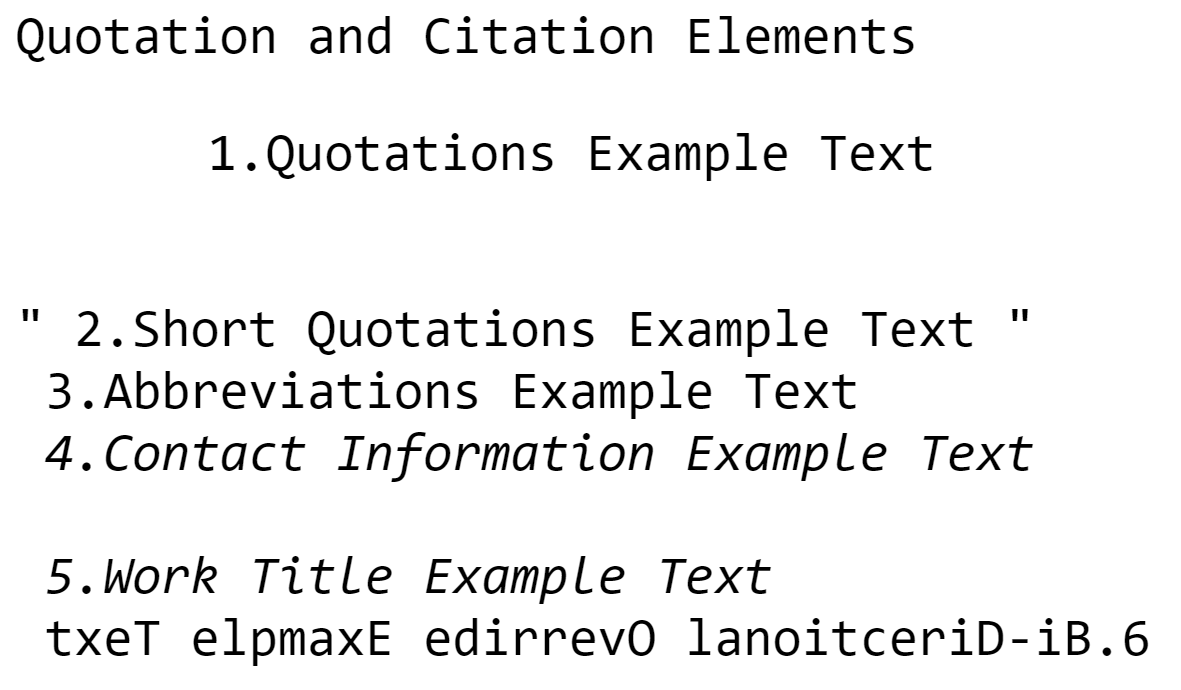 Quotation and Citation Elements
1.Quotations Example Text
" 2.Short Quotations Example Text "
3.Abbreviations Example Text
4.Contact Information Example Text
5.Work Title Example Text
txeT elpmaxE edirrevO lanoitceriD-iB.6